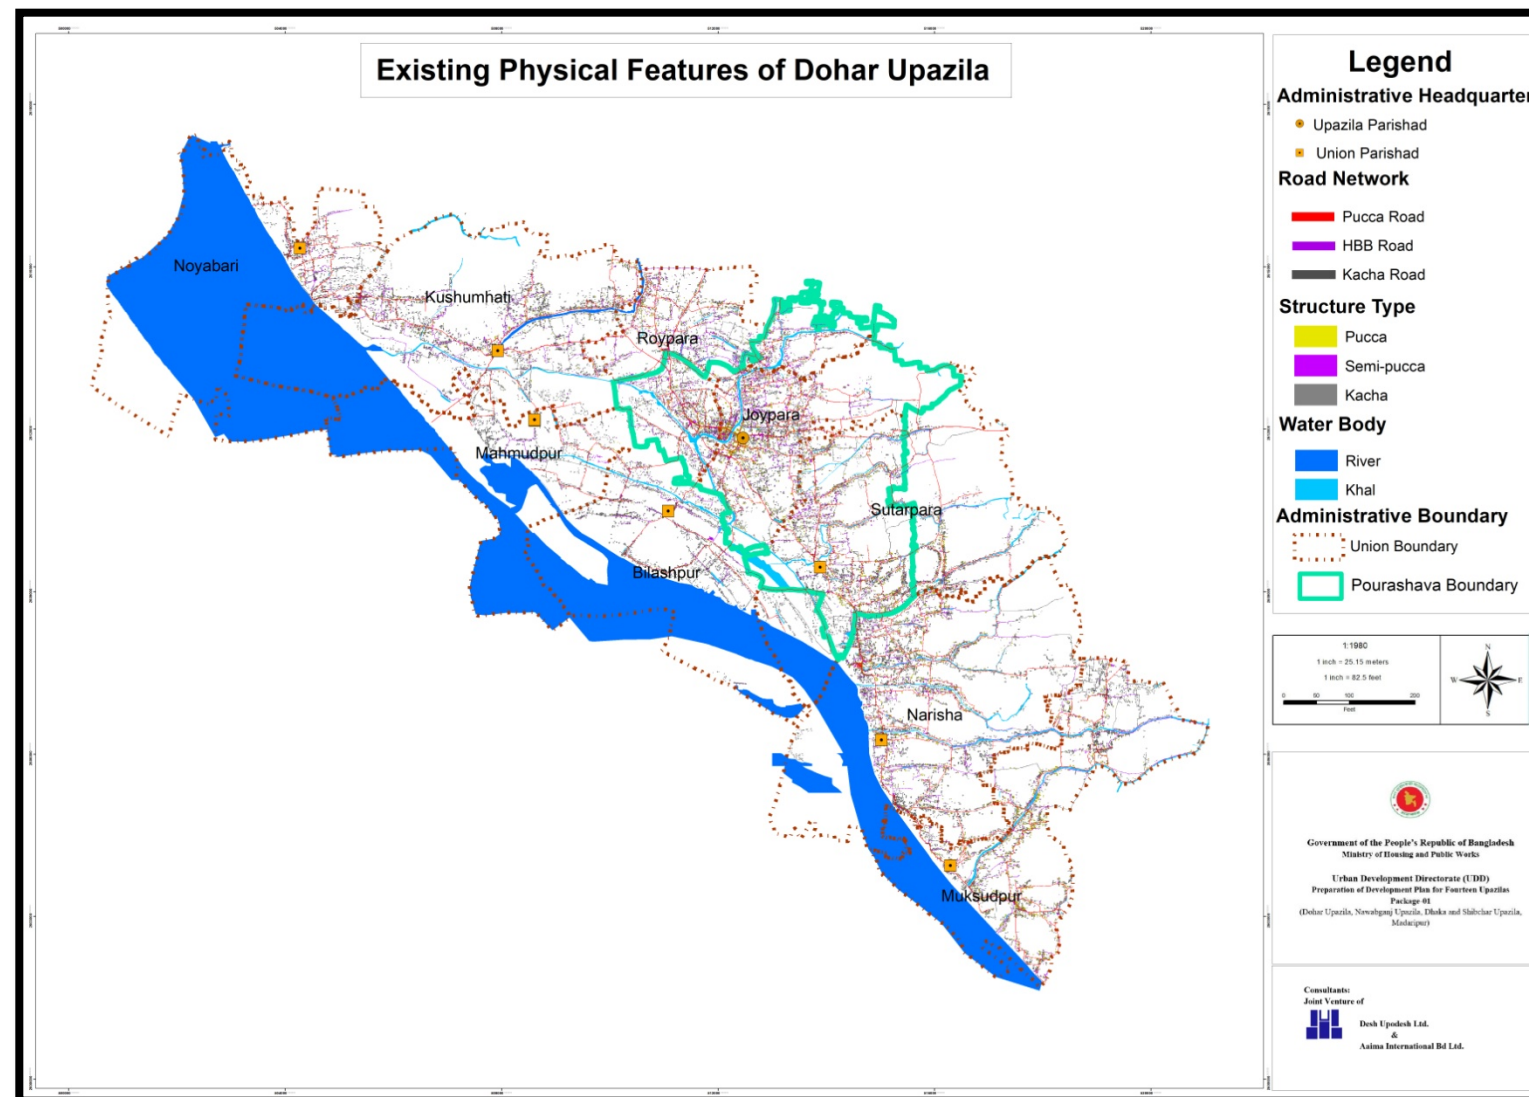 Existing Physical Features of Dohar Upazila
Noyabari
Kushumhati
Roypara
Joypara
Mahmudpur
Sutarpara
Bilashpur
Narisha
Muksudpur
Legend
Administrative Headquarter
Upazila Parishad
Union Parishad
Road Network
Pucca Road
HBB Road
Kacha Road
Structure Type
Pucca
Semi-pucca
Kacha
Water Body
River
Khal
Administrative Boundary
Union Boundary
Pourashava Boundary
1:1980
1 inch = 25.15 meters
1 inch = 82.5 feet
0 50 100 200
Feet
N
W E
S
Government of the People's Republic of Bangladesh
Ministry of Housing and Public Works
Urban Development Directorate (UDD)
Preparation of Development Plan for Fourteen Upazilas
Package-01
(Dohar Upazila, Nawabganj Upazila, Dhaka and Shibchar Upazila,
Madaripur)
Consultants:
Joint Venture of
Desh Upodesh Ltd.
&
Aaima International Bd Ltd.